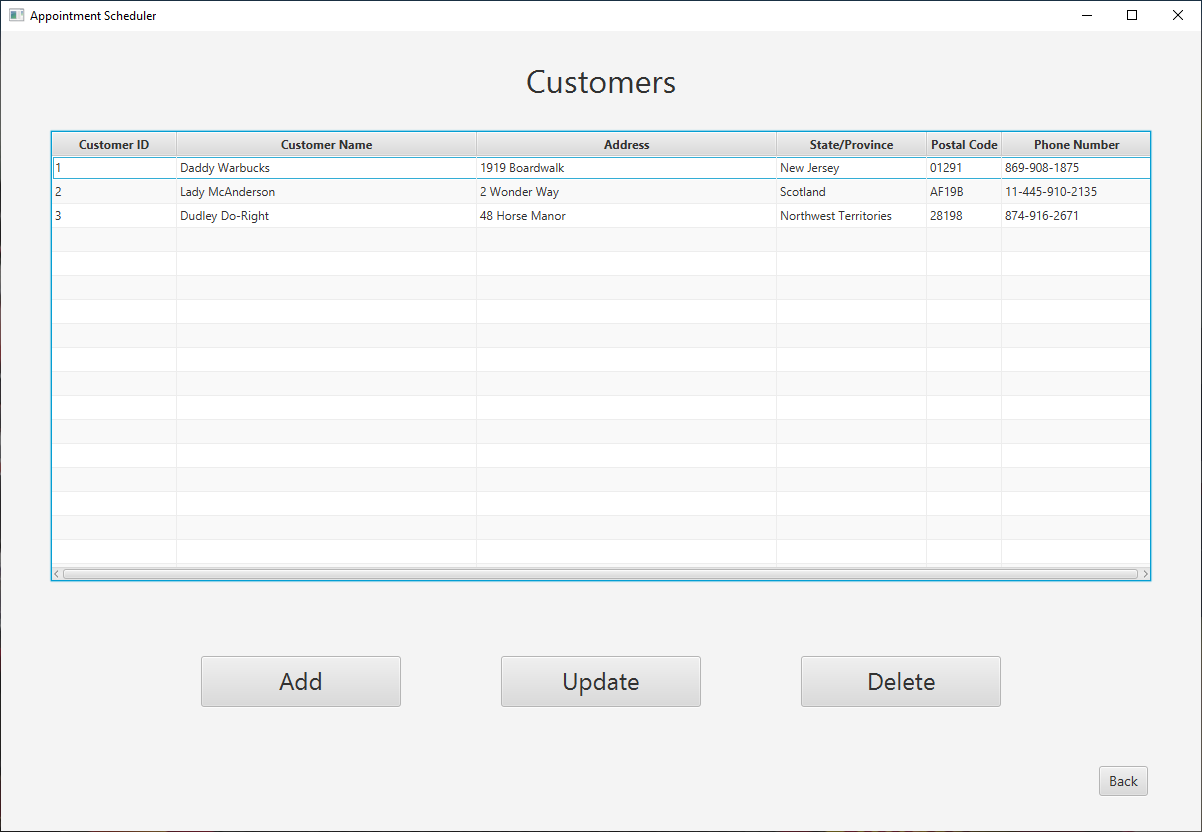 Appointment Scheduler
Customers
Customer ID Customer Name Address State/Province Postal Code Phone Number
1 Daddy Warbucks 1919 Boardwalk New Jersey 01291 869-908-1875
2 Lady McAnderson 2 Wonder Way Scotland AF19B 11-445-910-2135
3 Dudley Do-Right 48 Horse Manor Northwest Territories 28198 874-916-2671
Add Update Delete
Back